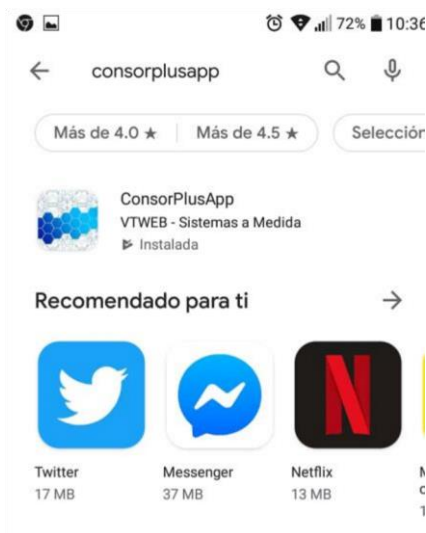 72% 10:36
consorplusapp
Más de 4.0 ★ Más de 4.5 ★ Selección
ConsorPlusApp
VTWEB - Sistemas a Medida
Instalada
Recomendado para ti
Twitter Messenger Netflix
17 MB 37 MB 13 MB